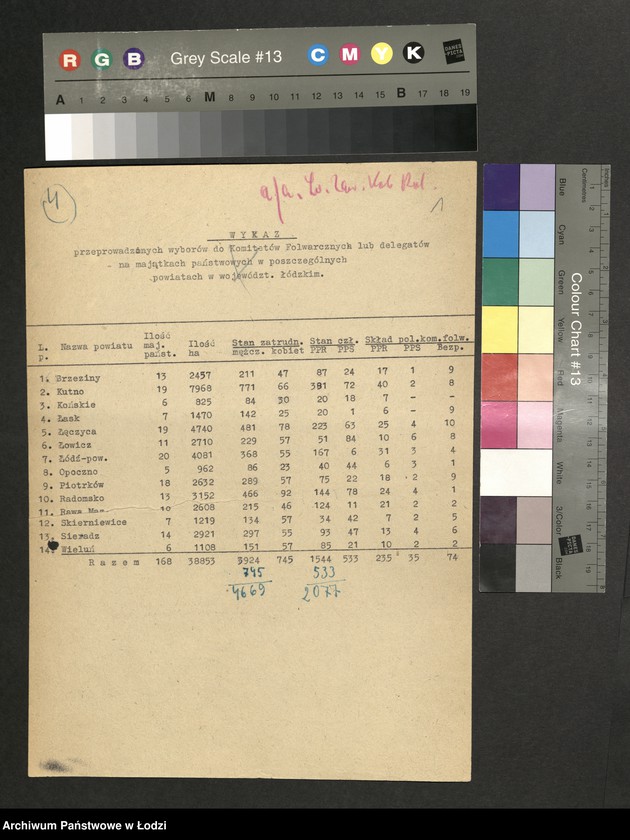 R G B Grey Scale #13 C M Y K DANES PICTA
A 1 2 3 4 5 6 M 8 9 10 11 12 13 14 15 B 17 18 19
4
a/a.
1
W Y K A Z
przeprowadzonych wyborów do Komitetów Folwarcznych lub delegatów
- na majątkach państwowych w poszczególnych
powiatach w województ. łódzkim.
L. p. Nazwa powiatu Ilość maj. państ. Ilość ha Stan zatrudn. mężcz. kobiet Stan czł. PPR PPS Skład pol.kom.folw. PPR PPS Bezp.
1. Brzeziny 13 2457 211 47 87 24 17 1 9
2. Kutno 19 7968 771 66 391 72 40 2 8
3. Końskie 6 825 84 30 20 18 7 - -
4. Łask 7 1470 142 25 20 1 6 - 9
5. Łęczyca 19 4740 481 78 223 63 25 4 10
6. Łowicz 11 2710 229 57 51 84 10 6 8
7. Łódź-pow. 20 4081 368 55 167 6 31 3 4
8. Opoczno 5 962 86 23 40 44 6 3 1
9. Piotrków 18 2632 289 57 75 22 18 2 9
10. Radomsko 13 3152 466 92 144 78 24 4 1
11. Rawa Maz. 2608 215 46 124 11 21 2 2
12. Skierniewice 7 1219 134 57 34 42 7 2 5
13. Sieradz 14 2921 297 55 93 47 13 4 6
14. Wieluń 6 1108 151 57 85 21 10 2 2
R a z e m 168 38853 3924 745 1544 533 235 35 74
745 533
4669 2077
Colour Chart #13
Blue Cyan Green Yellow Red Magenta White 3/Color Black
Inches
Centimetres
DANES PICTA
Archiwum Państwowe w Łodzi